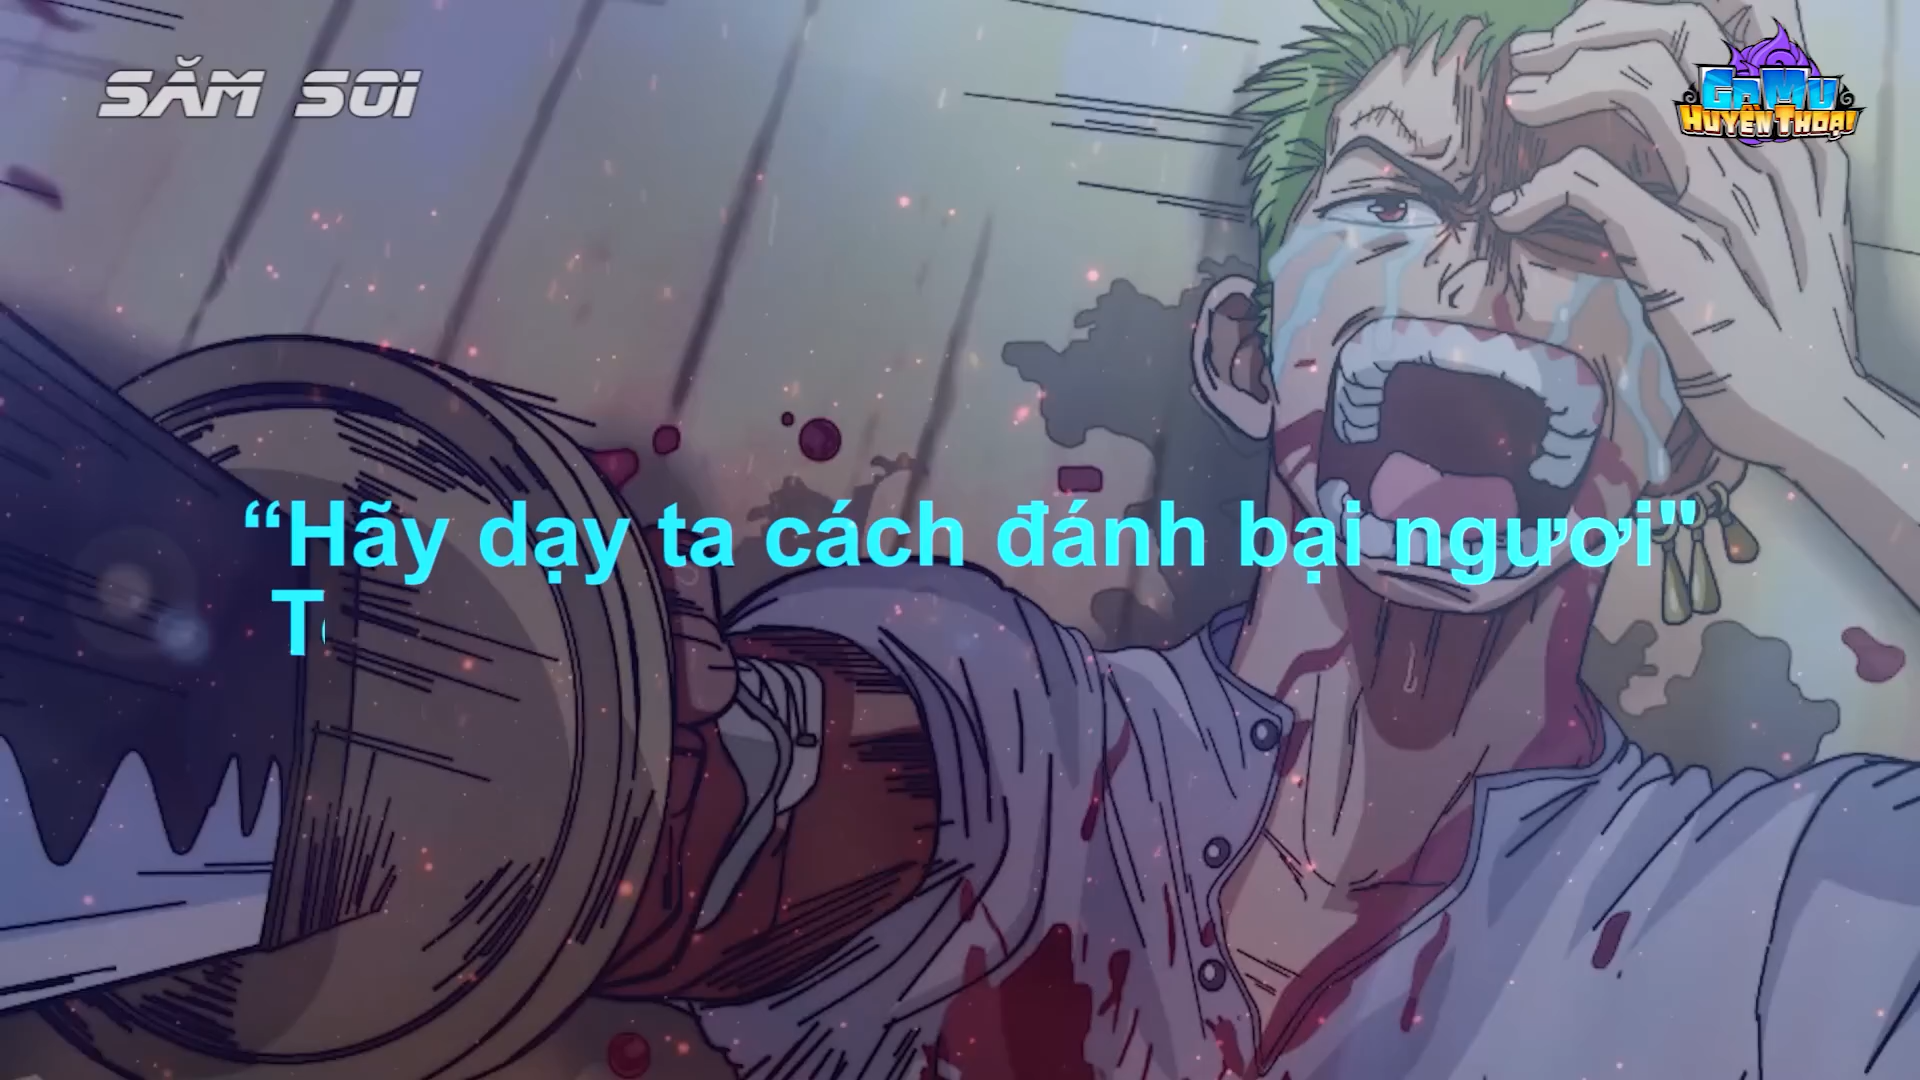 SĂM SOI
GAMU
HUYỀN THOẠI
“Hãy dạy ta cách đánh bại ngươi"
T